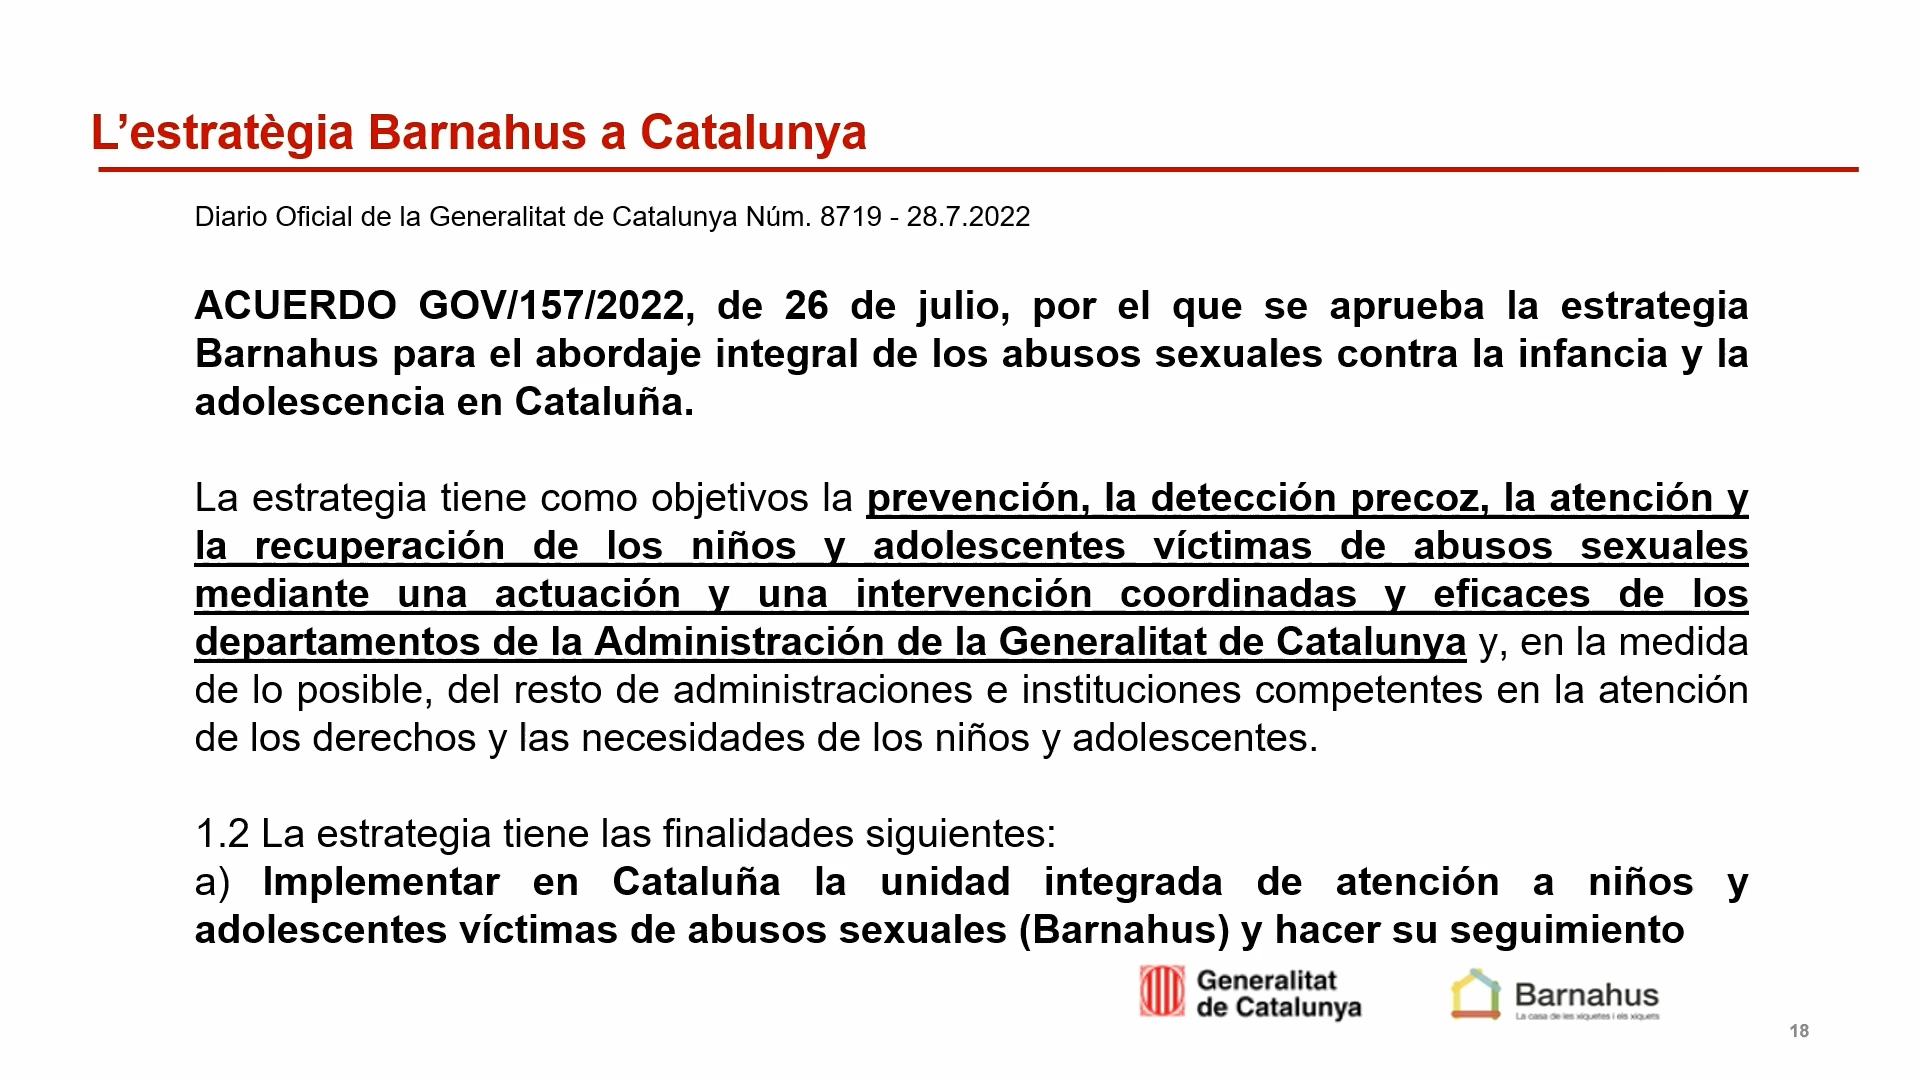 L’estratègia Barnahus a Catalunya
Diario Oficial de la Generalitat de Catalunya Núm. 8719 - 28.7.2022
ACUERDO GOV/157/2022, de 26 de julio, por el que se aprueba la estrategia
Barnahus para el abordaje integral de los abusos sexuales contra la infancia y la
adolescencia en Cataluña.
La estrategia tiene como objetivos la prevención, la detección precoz, la atención y
la recuperación de los niños y adolescentes víctimas de abusos sexuales
mediante una actuación y una intervención coordinadas y eficaces de los
departamentos de la Administración de la Generalitat de Catalunya y, en la medida
de lo posible, del resto de administraciones e instituciones competentes en la atención
de los derechos y las necesidades de los niños y adolescentes.
1.2 La estrategia tiene las finalidades siguientes:
a) Implementar en Cataluña la unidad integrada de atención a niños y
adolescentes víctimas de abusos sexuales (Barnahus) y hacer su seguimiento
Generalitat
de Catalunya
Barnahus
La casa de les xiquetes i els xiquets
18